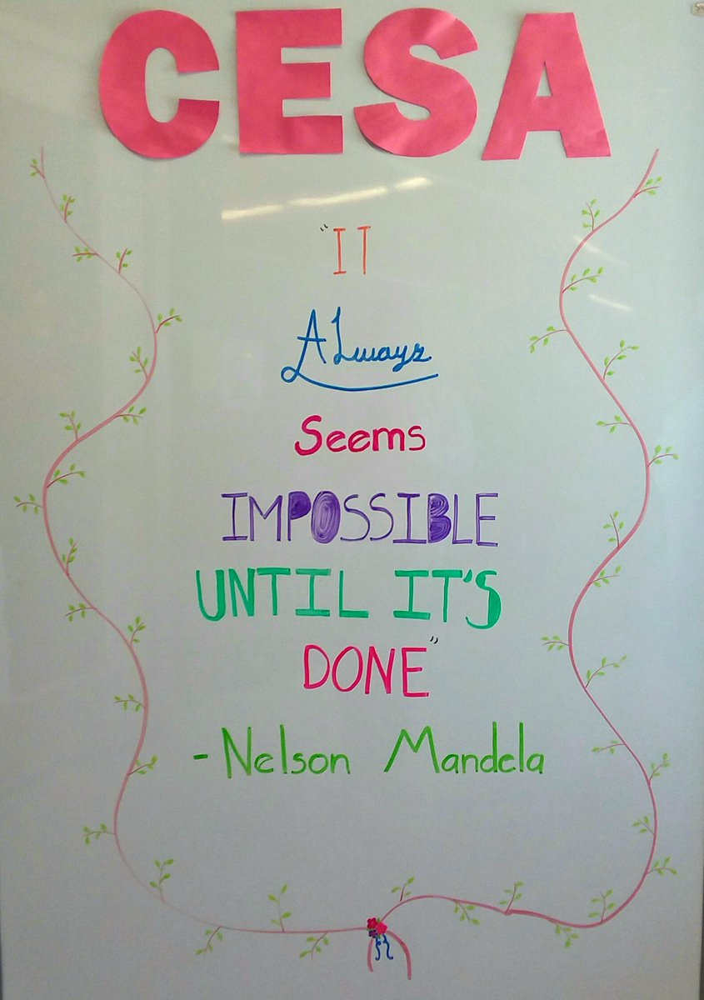 CESA
"IT
ALways
Seems
IMPOSSIBLE
UNTIL IT'S
DONE"
-Nelson Mandela